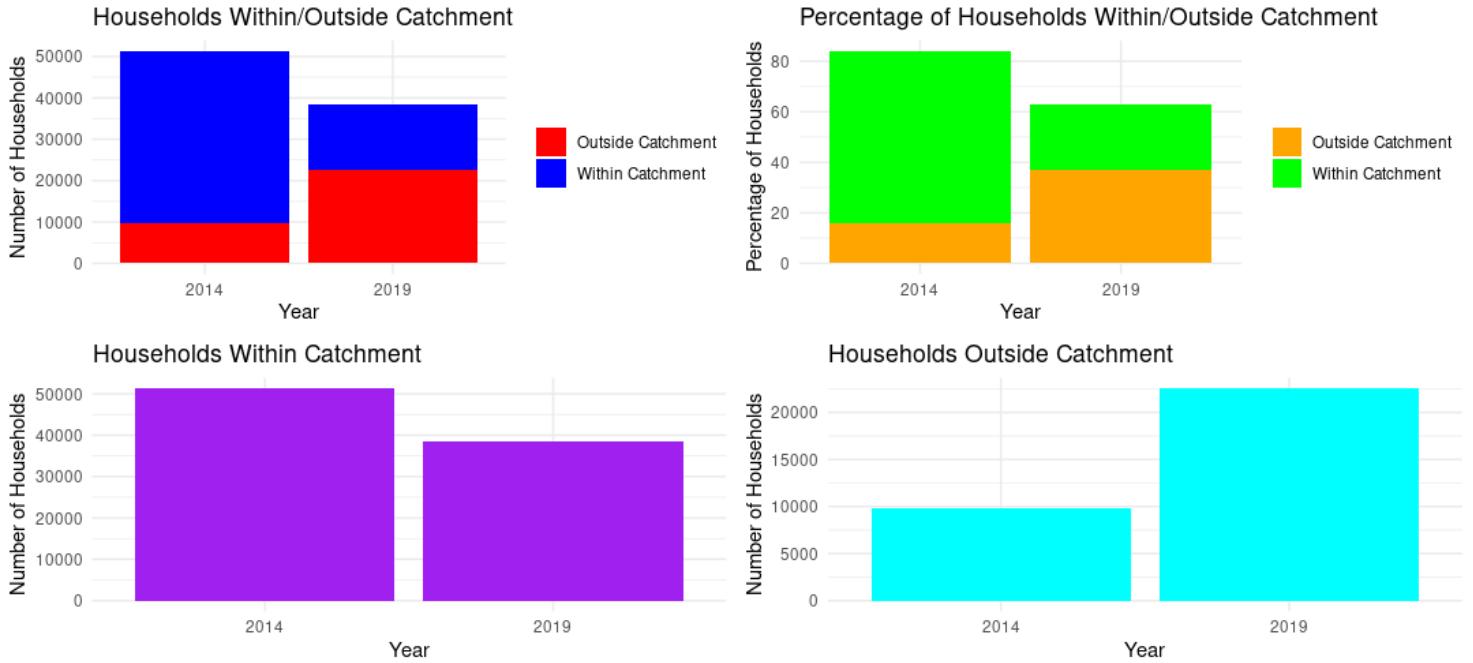 Households Within/Outside Catchment
Number of Households
50000
40000
30000
20000
10000
0
2014
2019
Year
Outside Catchment
Within Catchment
Percentage of Households Within/Outside Catchment
Percentage of Households
80
60
40
20
0
2014
2019
Year
Outside Catchment
Within Catchment
Households Within Catchment
Number of Households
50000
40000
30000
20000
10000
0
2014
2019
Year
Households Outside Catchment
Number of Households
20000
15000
10000
5000
0
2014
2019
Year